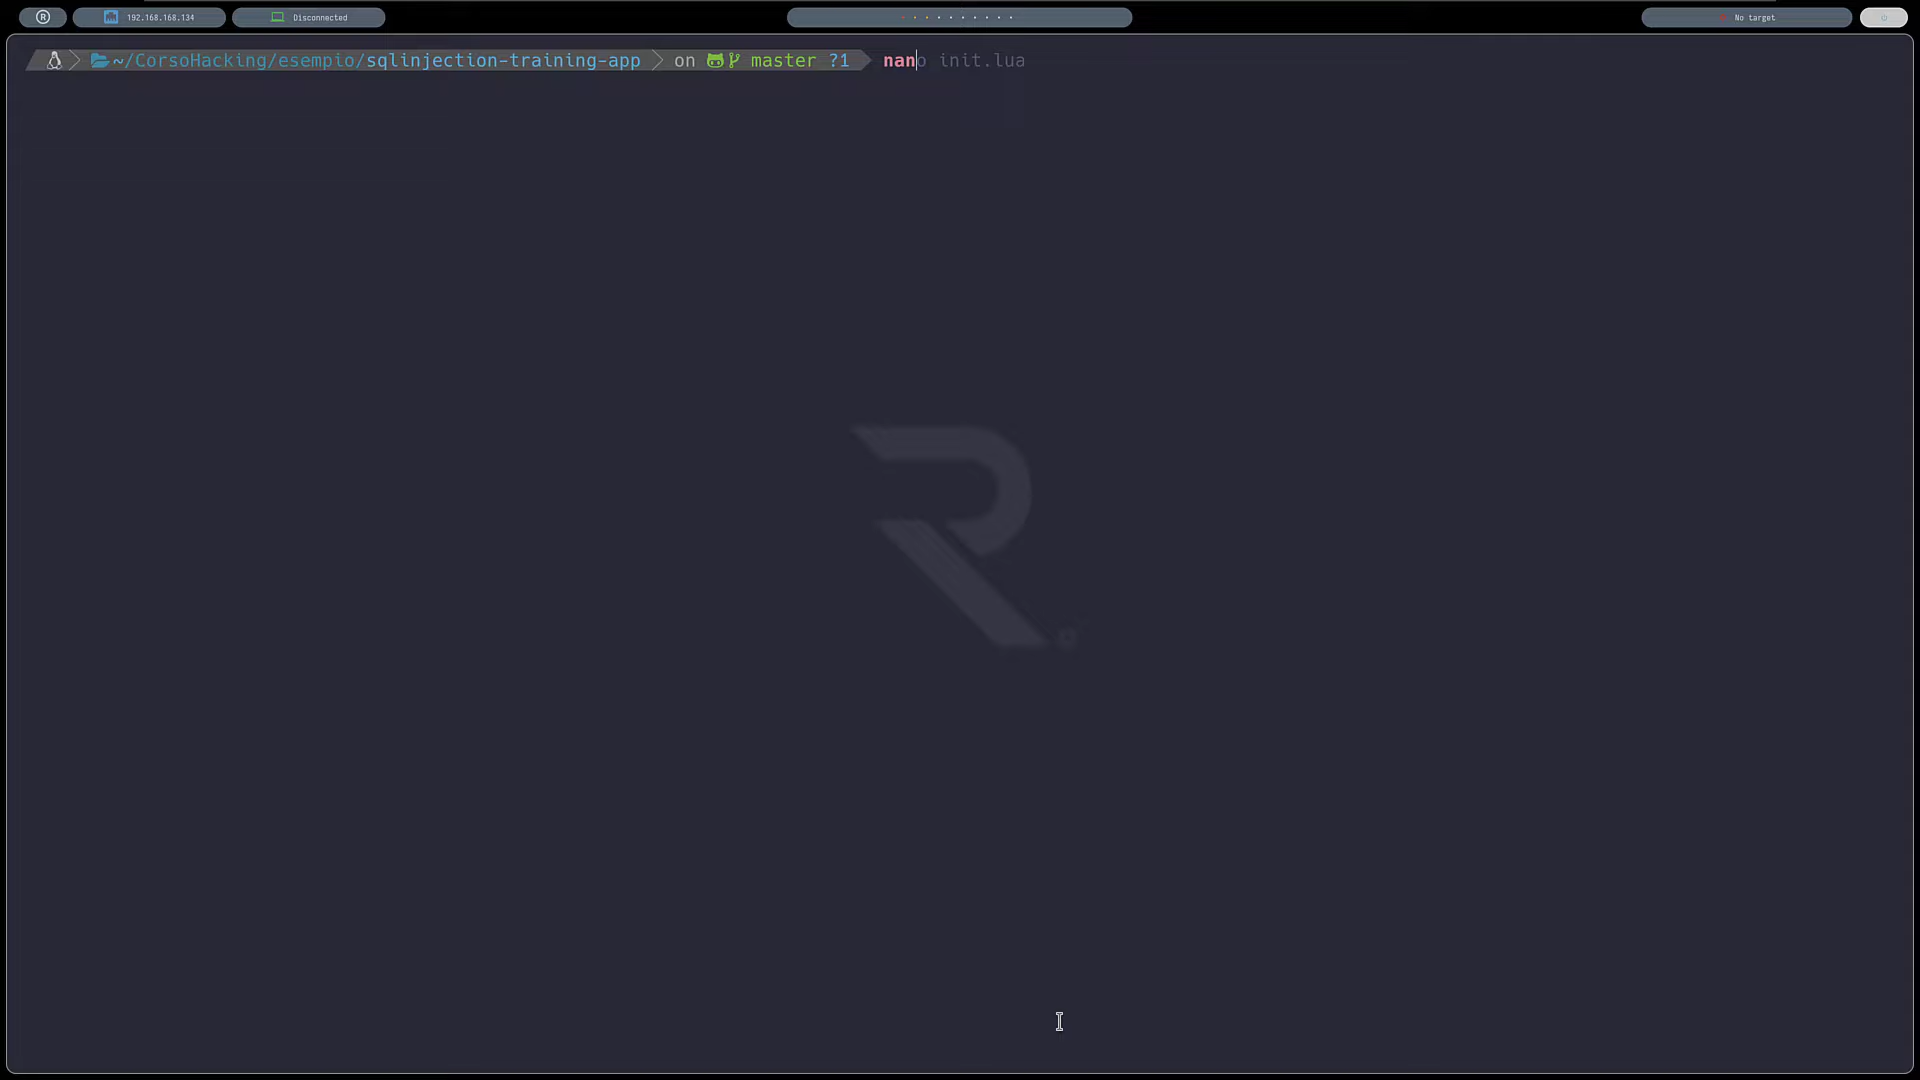 R 192.168.168.134 Disconnected No target
~/CorsoHacking/esempio/sqlinjection-training-app on master ?1 nano init.lua
R